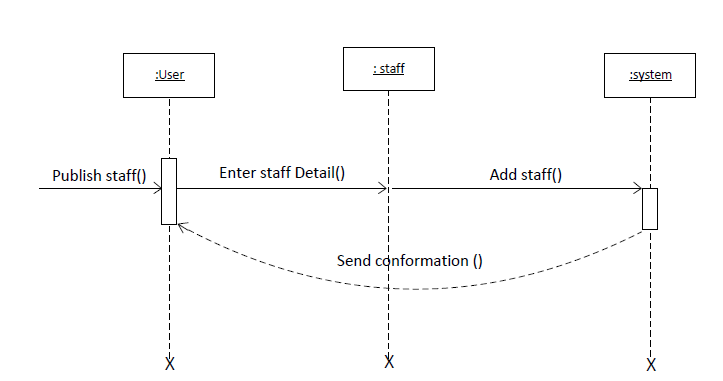 :User
: staff
:system
Publish staff()
Enter staff Detail()
Add staff()
Send conformation ()
X
X
X